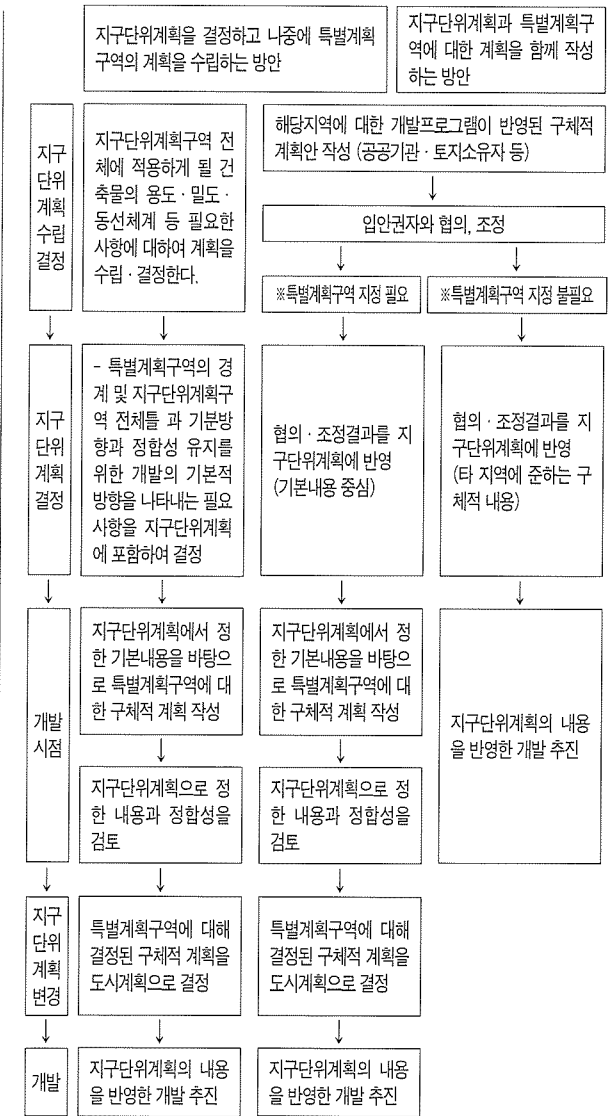 지구단위계획을 결정하고 나중에 특별계획
구역의 계획을 수립하는 방안
지구단위계획과 특별계획구
역에 대한 계획을 함께 작성
하는 방안
지구
단위
계획
수립
결정
지구단위계획구역 전
체에 적용하게 될 건
축물의 용도·밀도·
동선체계 등 필요한
사항에 대하여 계획을
수립·결정한다.
해당지역에 대한 개발프로그램이 반영된 구체적
계획안 작성 (공공기관·토지소유자 등)
↓
입안권자와 협의, 조정
↓ ↓
※특별계획구역 지정 필요
※특별계획구역 지정 불필요
↓ ↓ ↓ ↓
지구
단위
계획
결정
- 특별계획구역의 경
계 및 지구단위계획구
역 전체틀 과 기분방
향과 정합성 유지를
위한 개발의 기본적
방향을 나타내는 필요
사항을 지구단위계획
에 포함하여 결정
협의·조정결과를 지
구단위계획에 반영
(기본내용 중심)
협의·조정결과를 지
구단위계획에 반영
(타 지역에 준하는 구
체적 내용)
↓ ↓ ↓ ↓
개발
시점
지구단위계획에서 정
한 기본내용을 바탕으
로 특별계획구역에 대
한 구체적 계획 작성
↓
지구단위계획으로 정
한 내용과 정합성을
검토
지구단위계획에서 정
한 기본내용을 바탕으
로 특별계획구역에 대
한 구체적 계획 작성
↓
지구단위계획으로 정
한 내용과 정합성을
검토
지구단위계획의 내용
을 반영한 개발 추진
↓ ↓ ↓
지구
단위
계획
변경
특별계획구역에 대해
결정된 구체적 계획을
도시계획으로 결정
특별계획구역에 대해
결정된 구체적 계획을
도시계획으로 결정
↓ ↓ ↓
개발
지구단위계획의 내용
을 반영한 개발 추진
지구단위계획의 내용
을 반영한 개발 추진